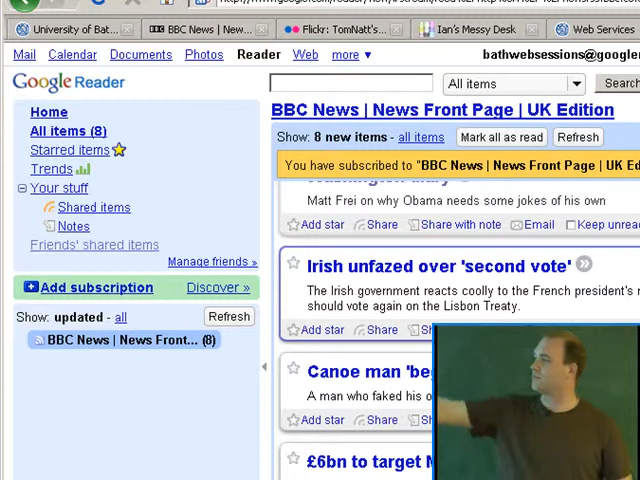 University of Bat...
BBC News | New...
Flickr: TomNatt's...
Ian's Messy Desk
Web Services
Mail Calendar Documents Photos Reader Web more ▼
bathwebsessions@google
Google Reader
All items
Search
Home
All items (8)
Starred items
Trends
Your stuff
Shared items
Notes
Friends' shared items
Manage friends »
Add subscription
Discover »
Show: updated - all
Refresh
BBC News | News Front... (8)
BBC News | News Front Page | UK Edition
Show: 8 new items - all items
Mark all as read
Refresh
You have subscribed to "BBC News | News Front Page | UK Ed
Matt Frei on why Obama needs some jokes of his own
Add star Share Share with note Email Keep unrea
Irish unfazed over 'second vote' »
The Irish government reacts coolly to the French president's r
should vote again on the Lisbon Treaty.
Add star Share Sh
Canoe man 'be
A man who faked his o
Add star Share Sh
£6bn to target M